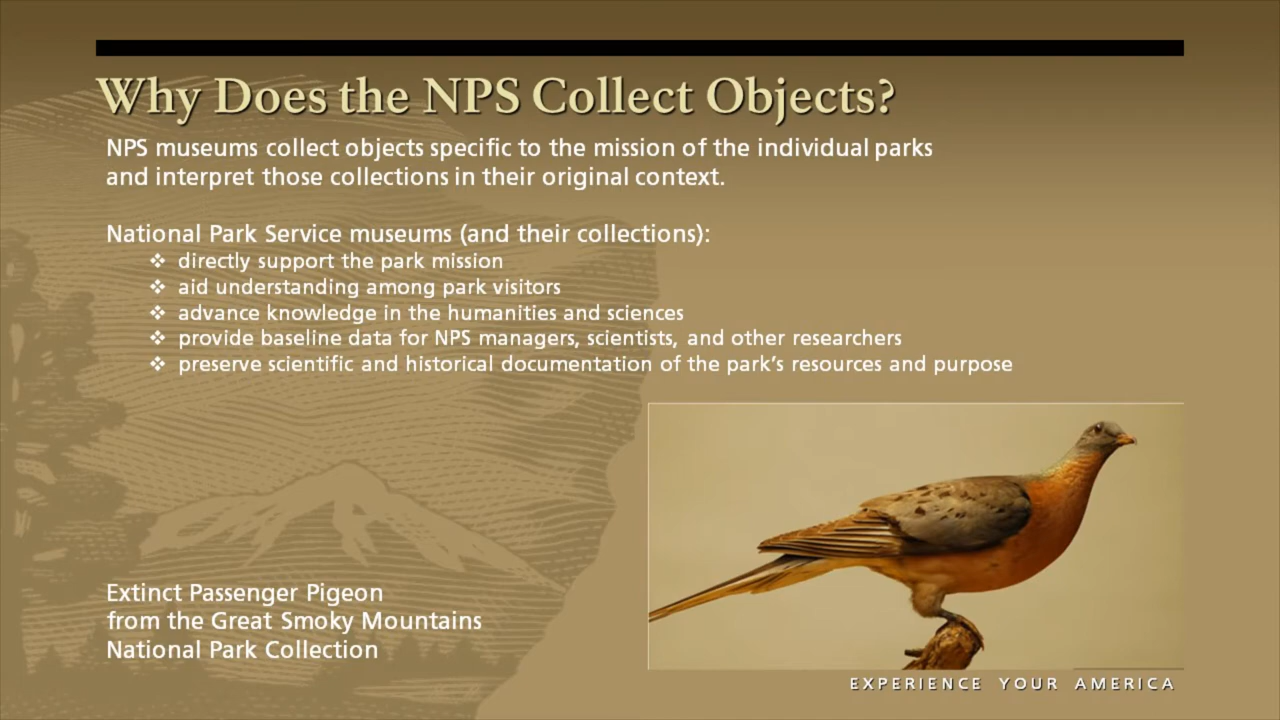 Why Does the NPS Collect Objects?
NPS museums collect objects specific to the mission of the individual parks
and interpret those collections in their original context.
National Park Service museums (and their collections):
❖ directly support the park mission
❖ aid understanding among park visitors
❖ advance knowledge in the humanities and sciences
❖ provide baseline data for NPS managers, scientists, and other researchers
❖ preserve scientific and historical documentation of the park’s resources and purpose
Extinct Passenger Pigeon
from the Great Smoky Mountains
National Park Collection
EXPERIENCE YOUR AMERICA